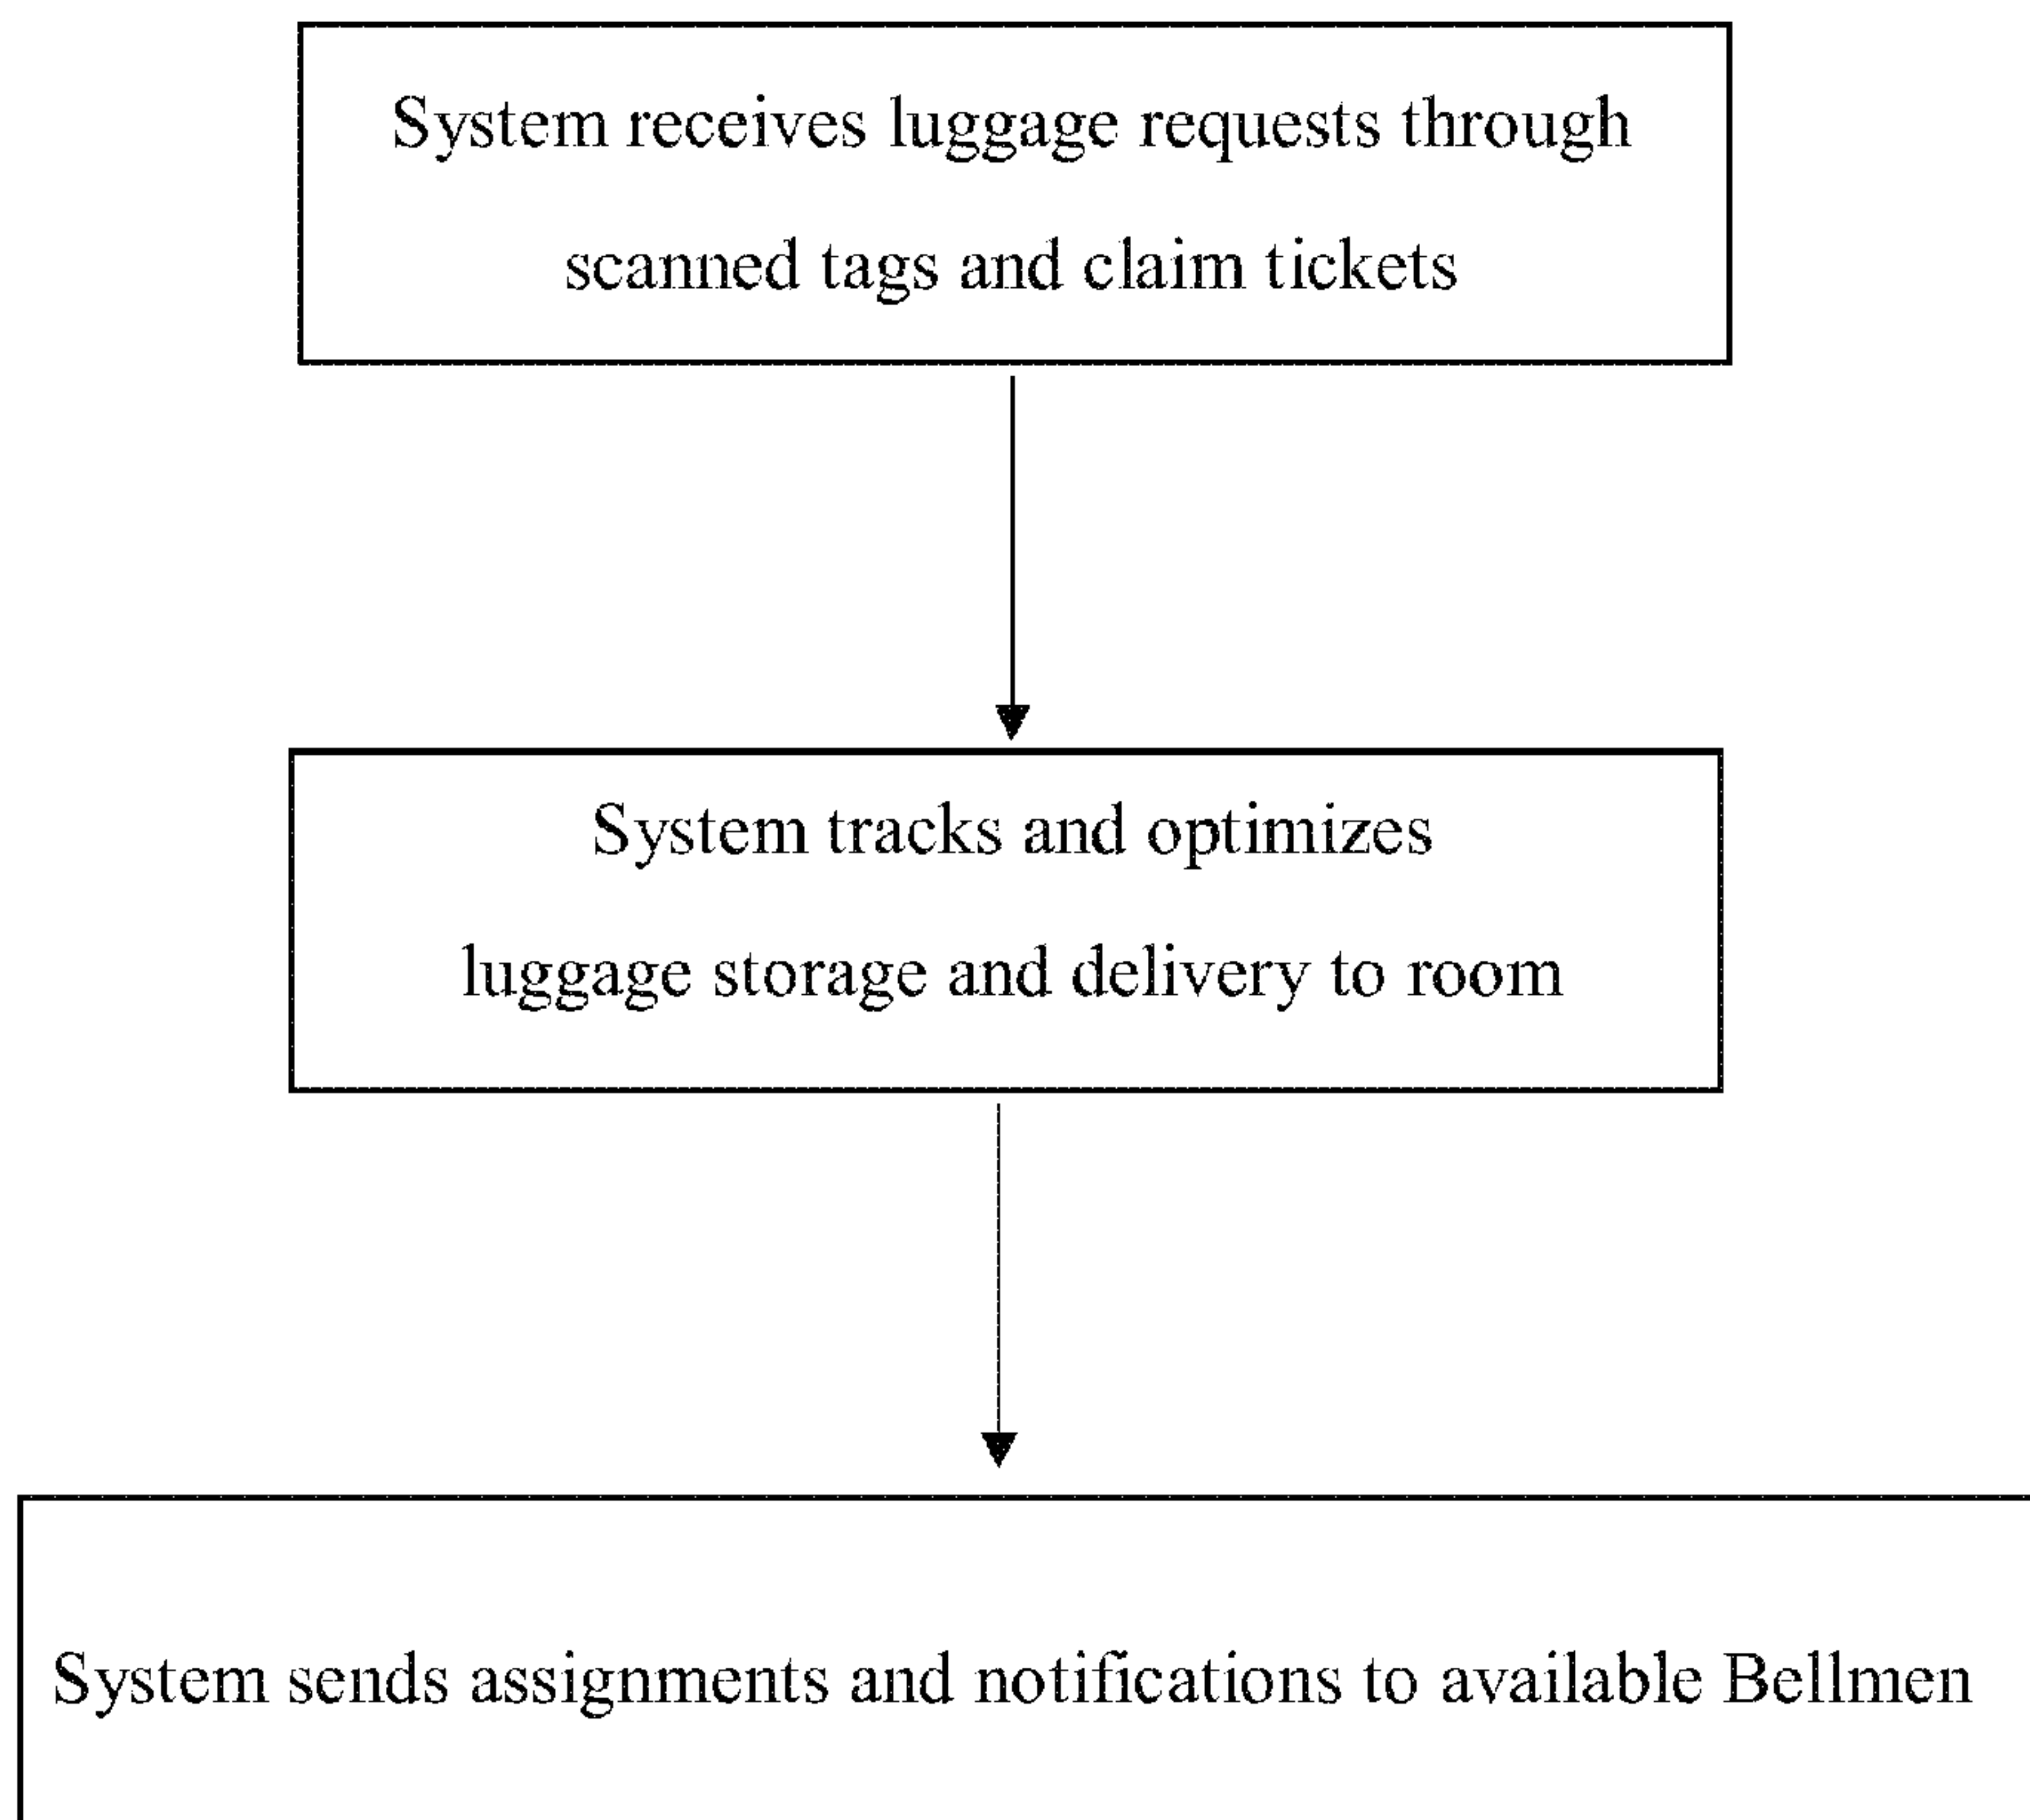 System receives luggage requests through
scanned tags and claim tickets
System tracks and optimizes
luggage storage and delivery to room
System sends assignments and notifications to available Bellmen